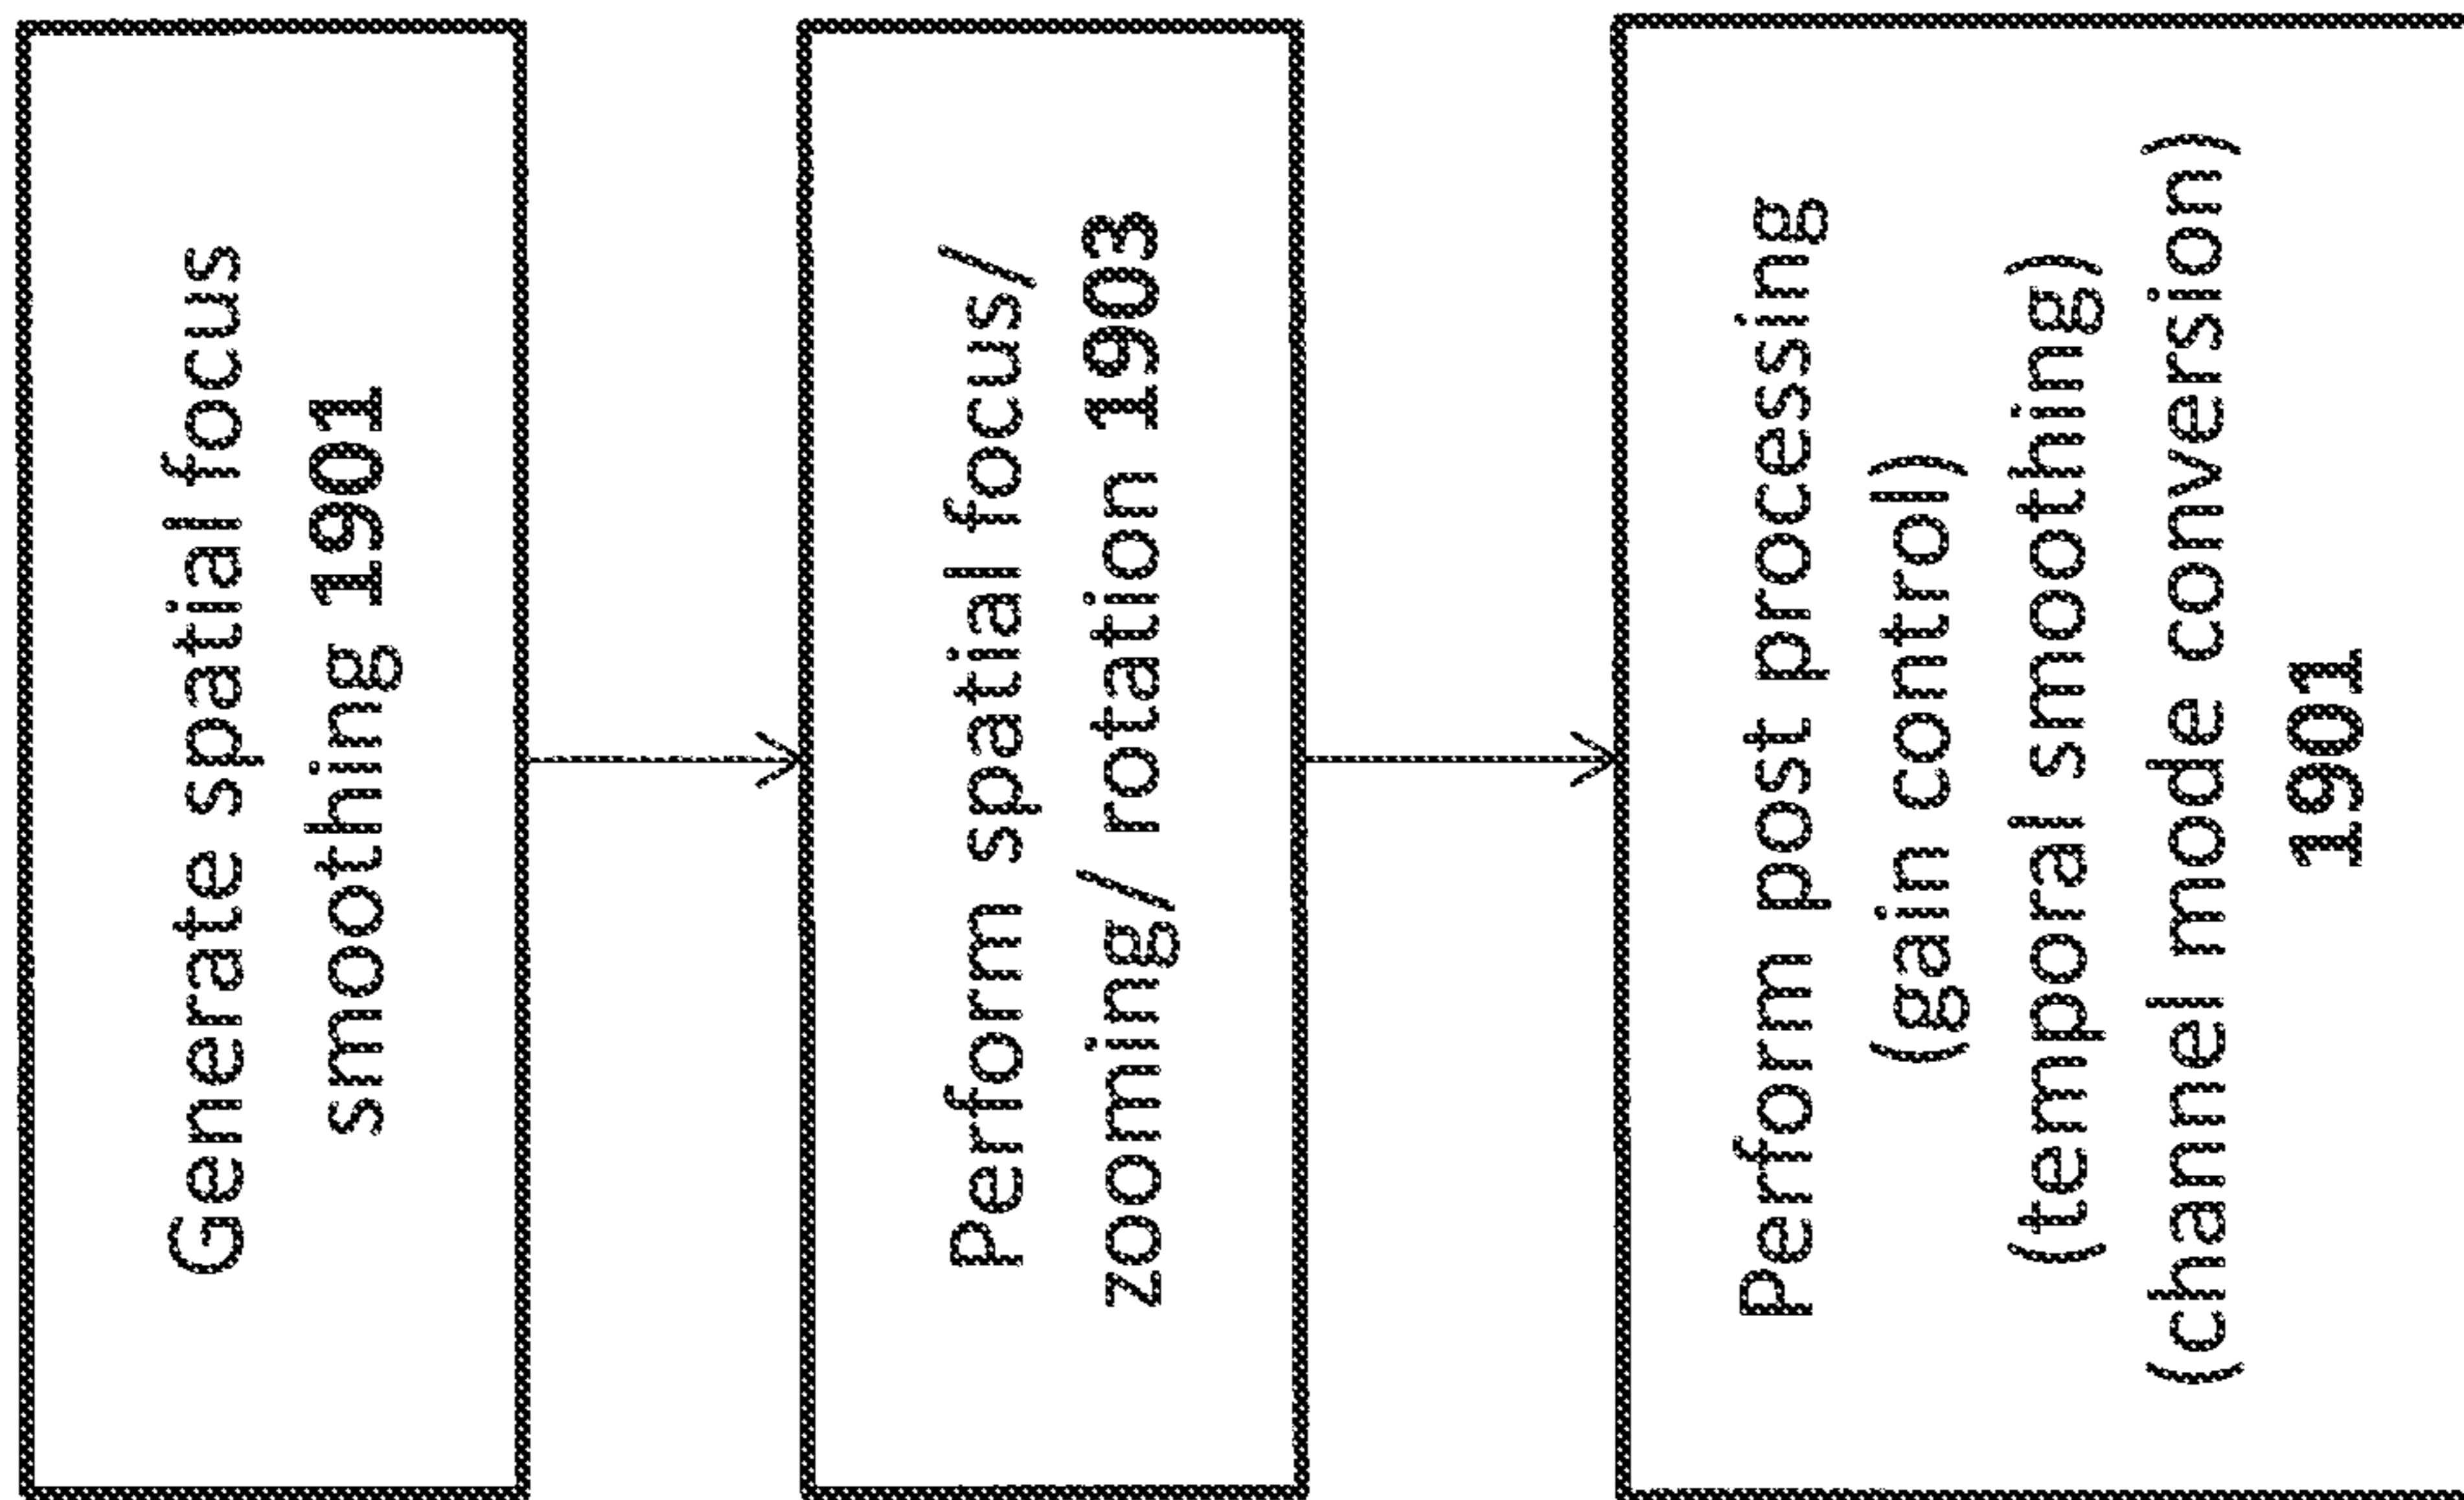 Generate spatial focus
smoothing 1901
Perform spatial focus/
zooming/ rotation 1903
Perform post processing
(gain control)
(temporal smoothing)
(channel mode conversion)
1901